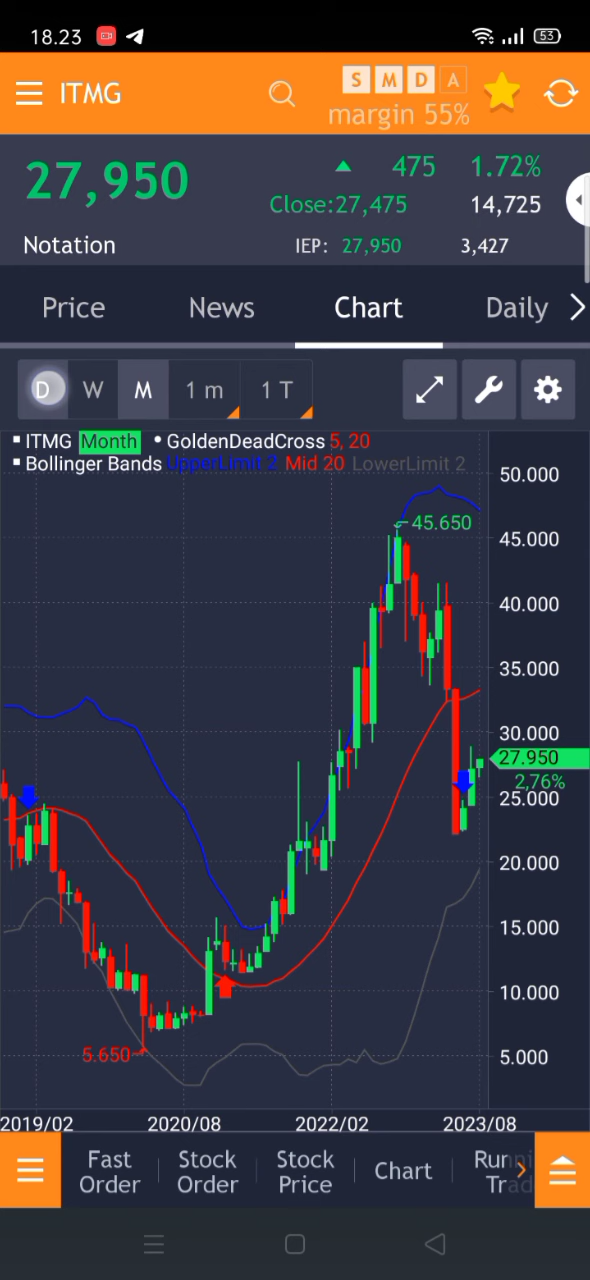 18.23 53
ITMG S M D A
margin 55%
27,950 ▲ 475 1.72%
Close:27,475 14,725
Notation IEP: 27,950 3,427
Price News Chart Daily
D W M 1 m 1 T
ITMG Month GoldenDeadCross 5, 20
Bollinger Bands UpperLimit 2 Mid 20 LowerLimit 2
50.000
45.650
45.000
40.000
35.000
30.000
27.950
2,76%
25.000
20.000
15.000
10.000
5.650
5.000
2019/02 2020/08 2022/02 2023/08
Fast Order
Stock Order
Stock Price
Chart